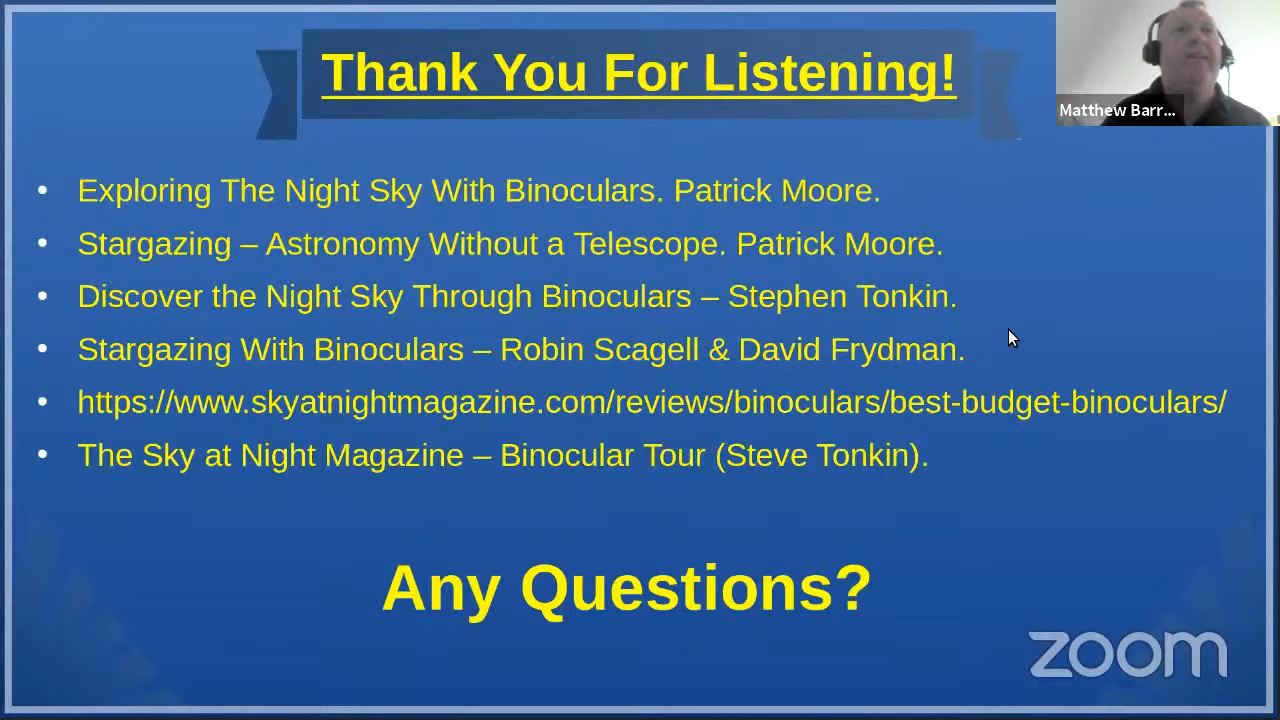 Thank You For Listening!
Matthew Barr...
• Exploring The Night Sky With Binoculars. Patrick Moore.
• Stargazing – Astronomy Without a Telescope. Patrick Moore.
• Discover the Night Sky Through Binoculars – Stephen Tonkin.
• Stargazing With Binoculars – Robin Scagell & David Frydman.
• https://www.skyatnightmagazine.com/reviews/binoculars/best-budget-binoculars/
• The Sky at Night Magazine – Binocular Tour (Steve Tonkin).
Any Questions?
zoom